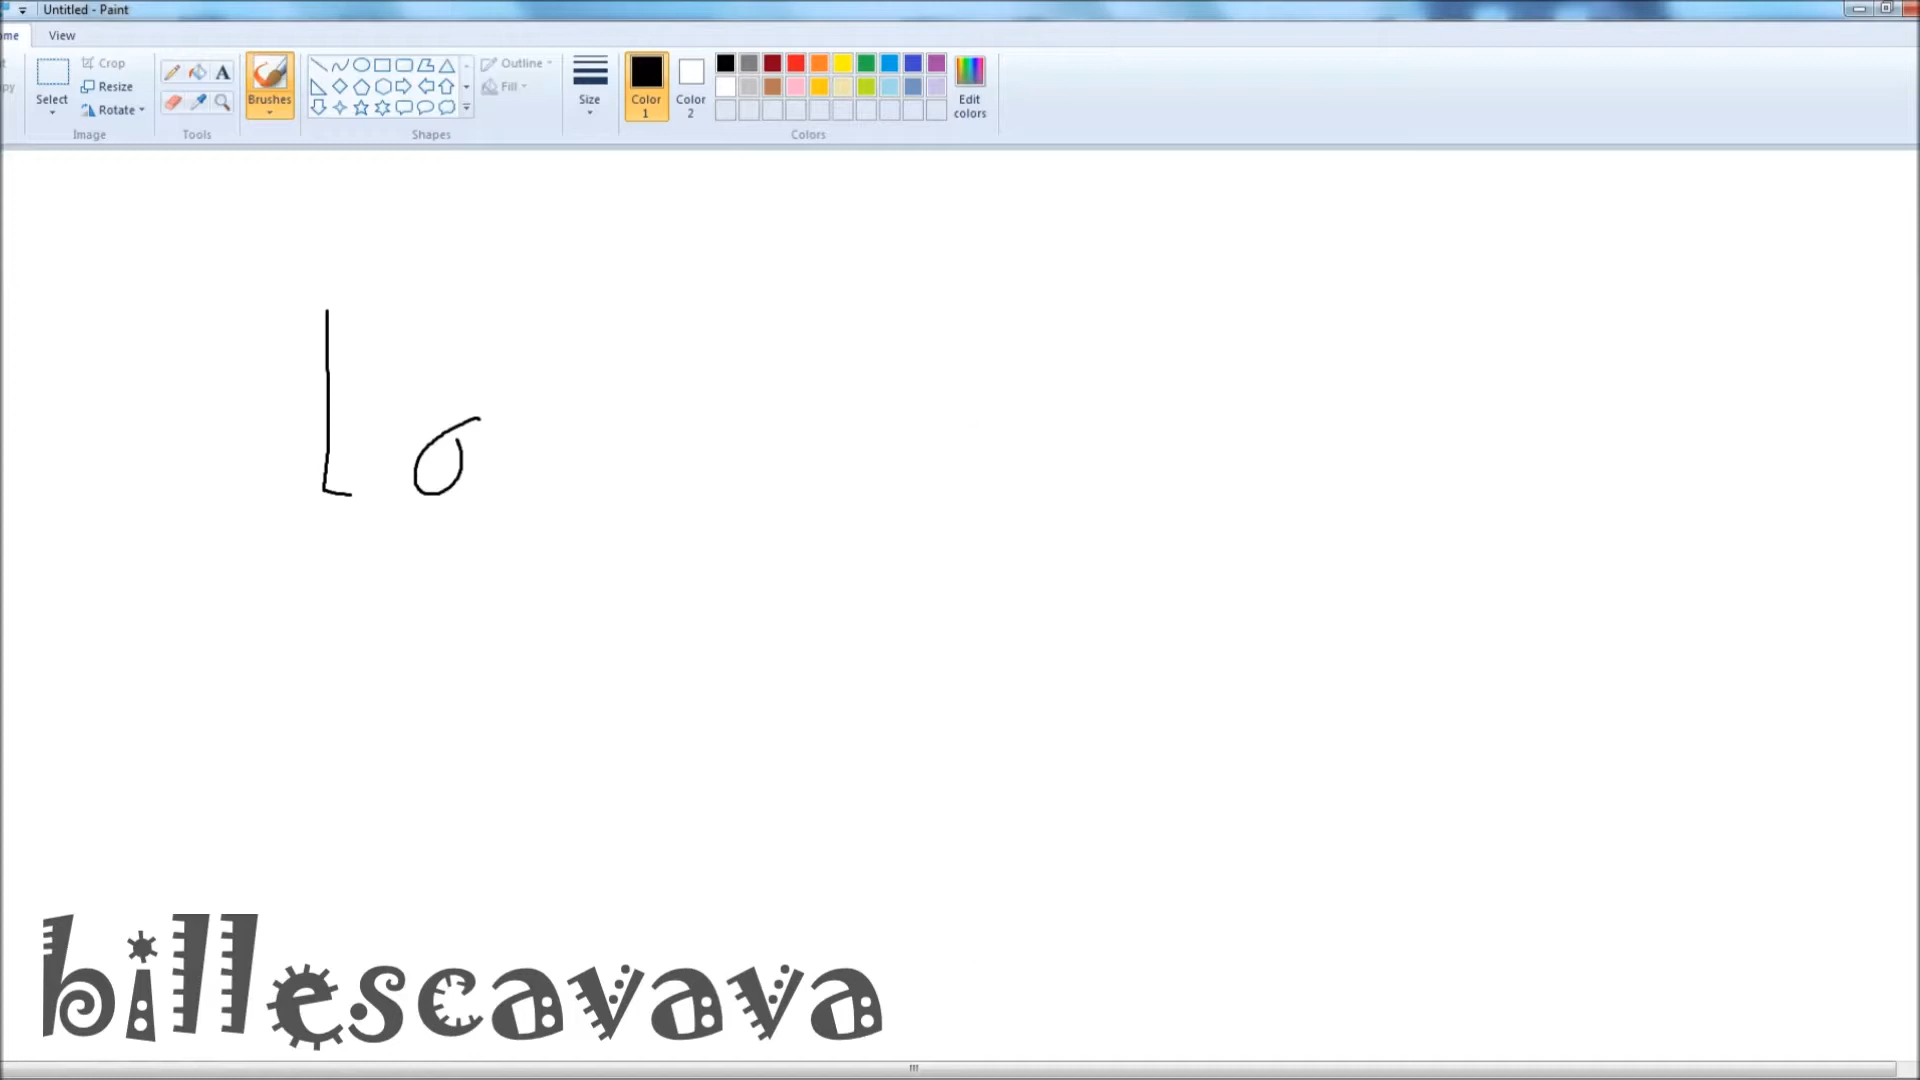 Untitled - Paint
ome View
Crop
Resize
Rotate
Select
Brushes
Outline
Fill
Size
Color 1
Color 2
Edit colors
Image Tools Shapes Colors
Lo
billescavava